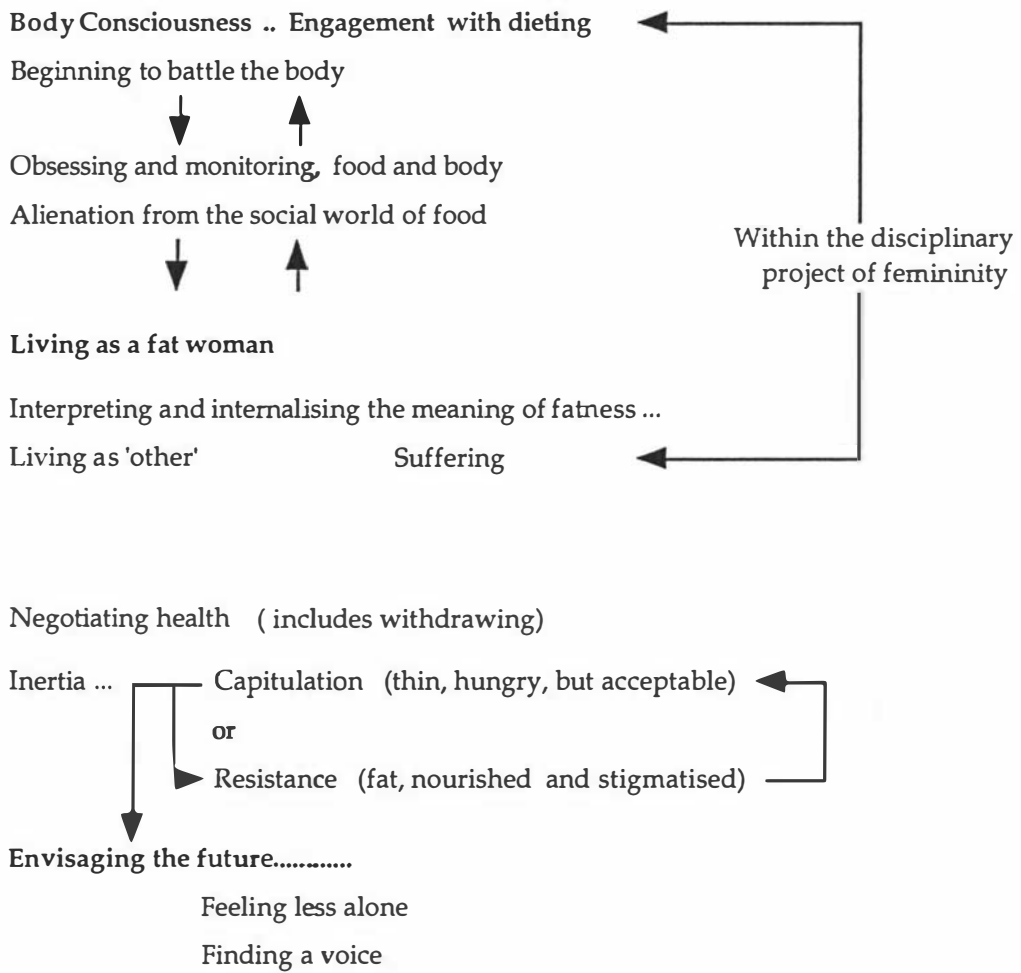 Body Consciousness .. Engagement with dieting
Beginning to battle the body
Obsessing and monitoring, food and body
Alienation from the social world of food
Within the disciplinary
project of femininity
Living as a fat woman
Interpreting and internalising the meaning of fatness ...
Living as 'other' Suffering
Negotiating health ( includes withdrawing)
Inertia ... Capitulation (thin, hungry, but acceptable)
or
Resistance (fat, nourished and stigmatised)
Envisaging the future............
Feeling less alone
Finding a voice